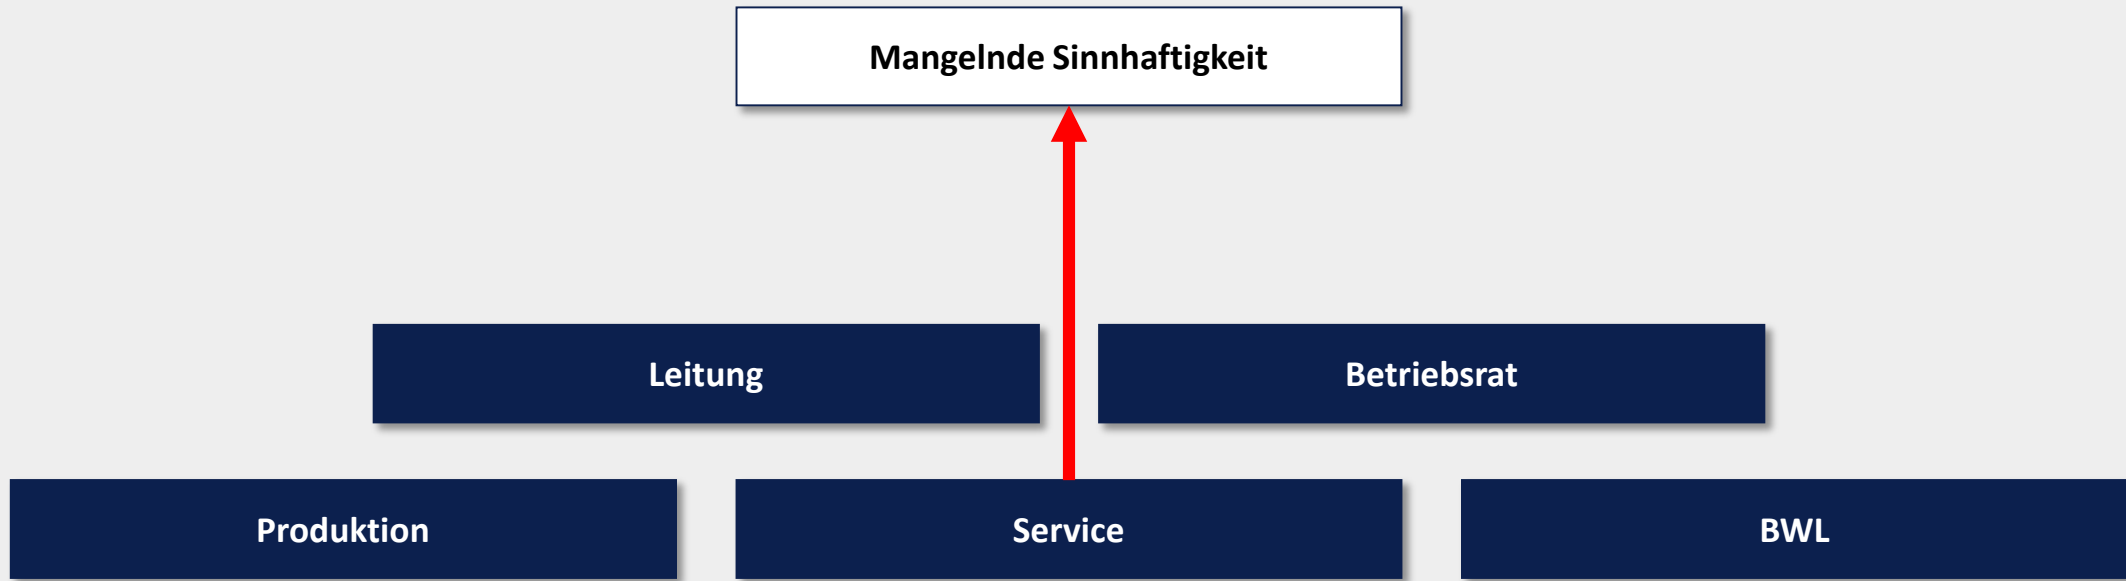 Mangelnde Sinnhaftigkeit
Leitung
Betriebsrat
Produktion
Service
BWL